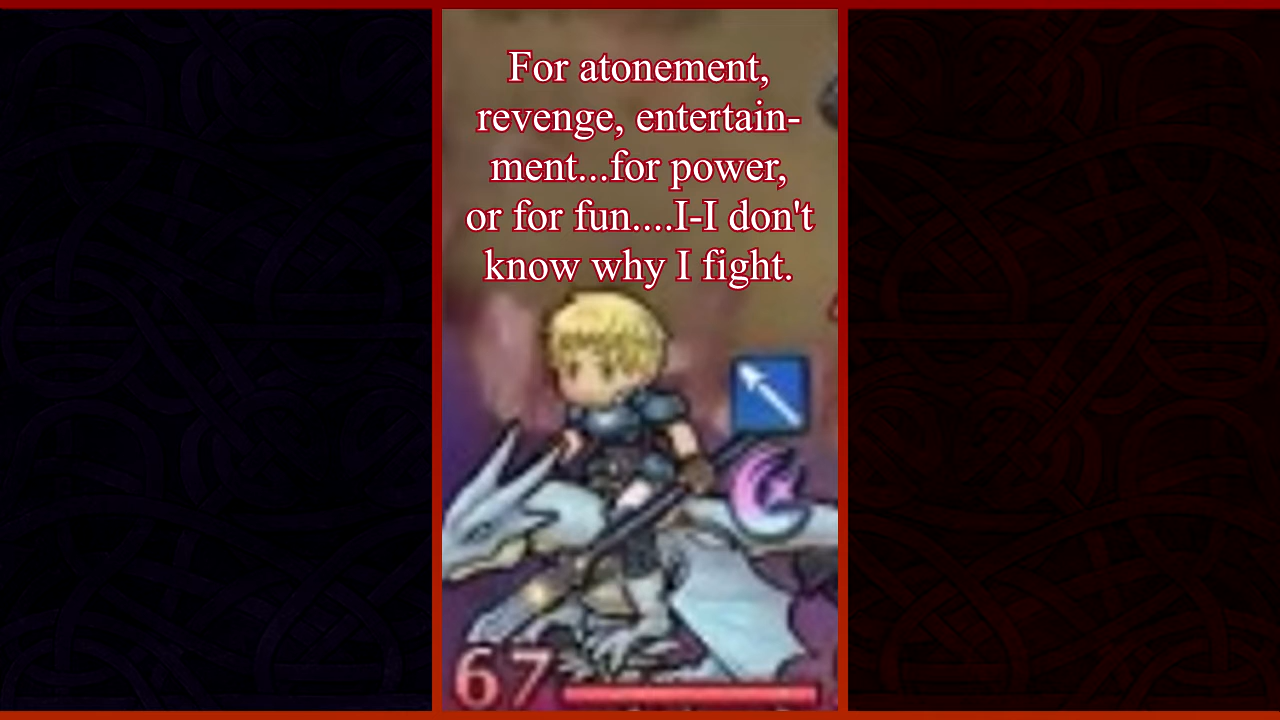 For atonement,
revenge, entertain-
ment...for power,
or for fun....I-I don't
know why I fight.
67